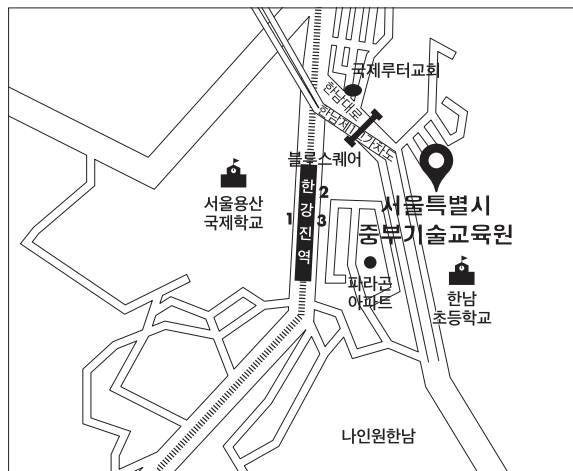 국제루터교회
한남대로
한남제1고가차도
블루스퀘어
한강진역
1
2
3
서울용산
국제학교
서울특별시
중부기술교육원
파라곤
아파트
한남
초등학교
나인원한남